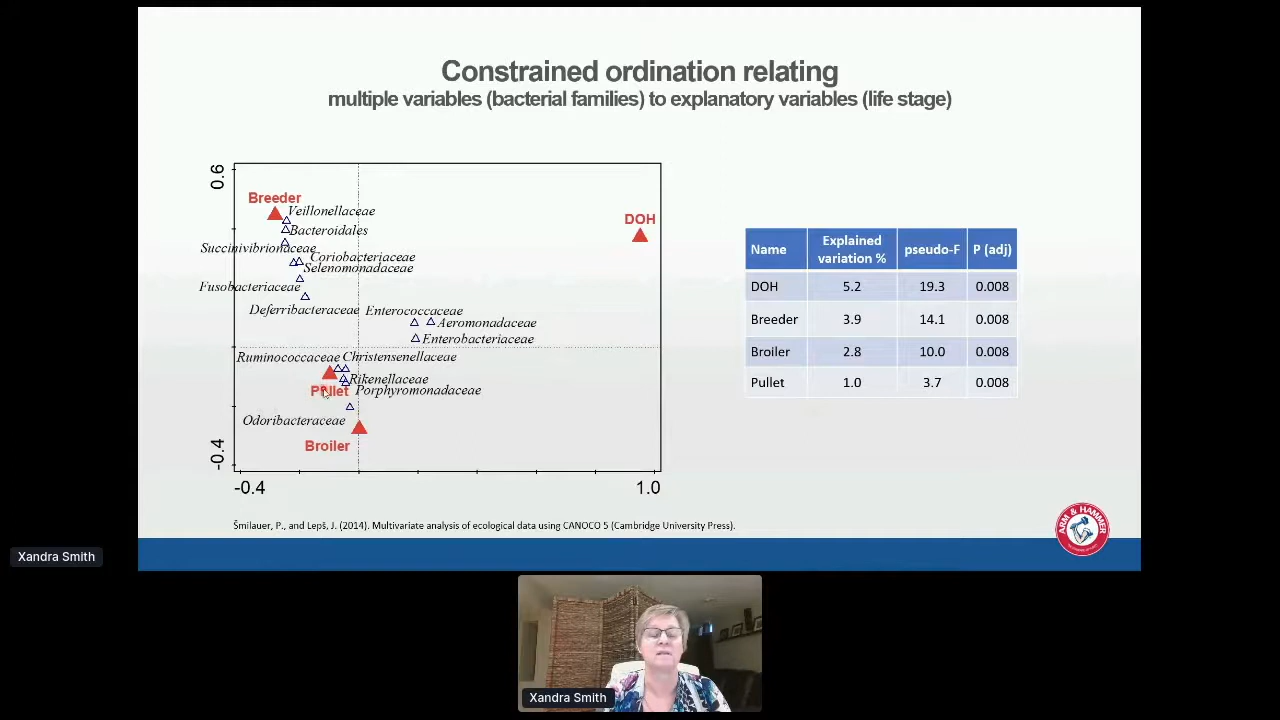 Constrained ordination relating
multiple variables (bacterial families) to explanatory variables (life stage)
0.6
-0.4
-0.4
1.0
Breeder
Veillonellaceae
Bacteroidales
Succinivibrionaceae
Coriobacteriaceae
Selenomonadaceae
Fusobacteriaceae
Deferribacteraceae
Enterococcaceae
Aeromonadaceae
Enterobacteriaceae
DOH
Ruminococcaceae
Christensenellaceae
Rikenellaceae
Pullet
Porphyromonadaceae
Odoribacteraceae
Broiler
Name Explained variation % pseudo-F P (adj)
DOH 5.2 19.3 0.008
Breeder 3.9 14.1 0.008
Broiler 2.8 10.0 0.008
Pullet 1.0 3.7 0.008
Šmilauer, P., and Lepš, J. (2014). Multivariate analysis of ecological data using CANOCO 5 (Cambridge University Press).
ARM & HAMMER
Xandra Smith
Xandra Smith